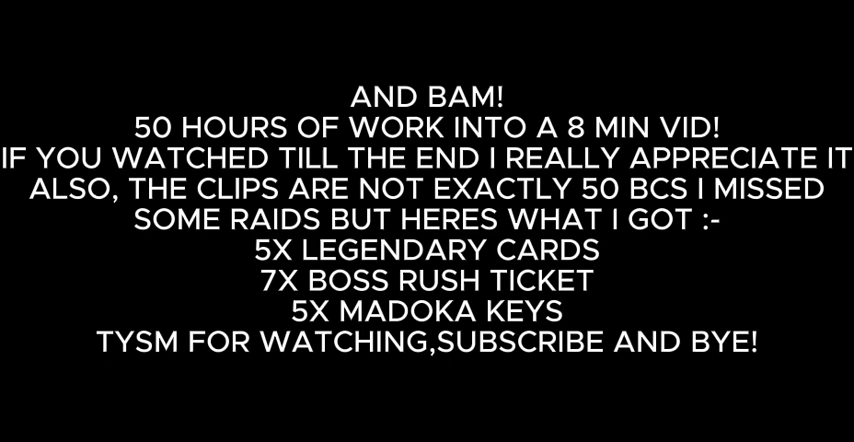 AND BAM!
50 HOURS OF WORK INTO A 8 MIN VID!
IF YOU WATCHED TILL THE END I REALLY APPRECIATE IT
ALSO, THE CLIPS ARE NOT EXACTLY 50 BCS I MISSED
SOME RAIDS BUT HERES WHAT I GOT :-
5X LEGENDARY CARDS
7X BOSS RUSH TICKET
5X MADOKA KEYS
TYSM FOR WATCHING,SUBSCRIBE AND BYE!